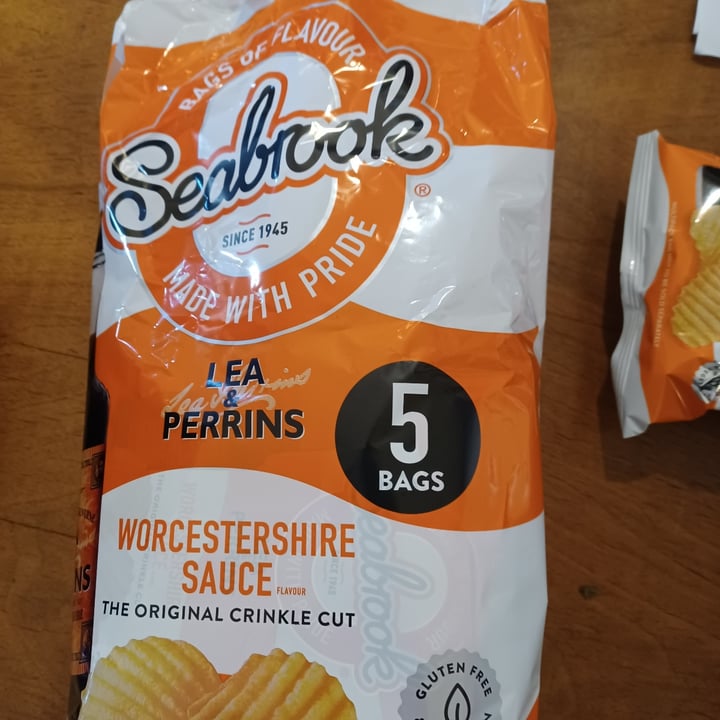 BAGS OF FLAVOUR.
Seabrook
®
SINCE 1945
MADE WITH PRIDE
LEA
&
PERRINS
5
BAGS
WORCESTERSHIRE
SAUCE FLAVOUR
THE ORIGINAL CRINKLE CUT
GLUTEN FREE
NS